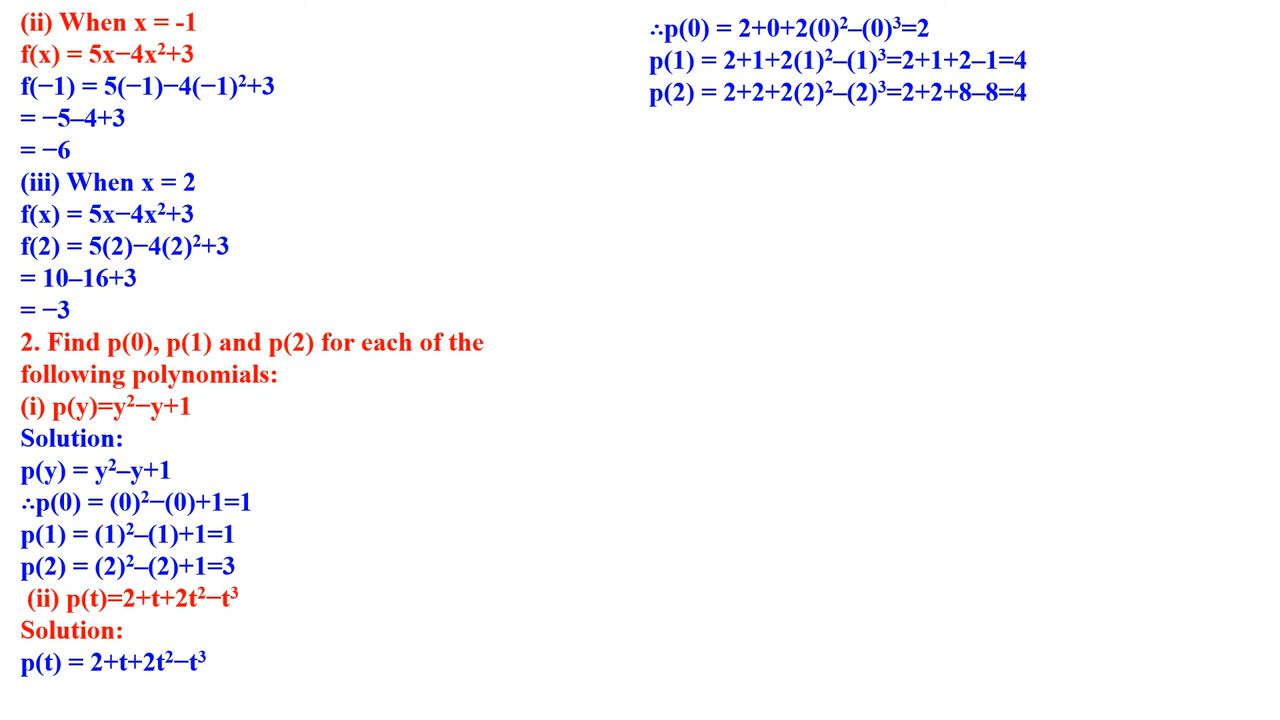 (ii) When x = -1
f(x) = 5x−4x²+3
f(−1) = 5(−1)−4(−1)²+3
= −5–4+3
= −6
(iii) When x = 2
f(x) = 5x−4x²+3
f(2) = 5(2)−4(2)²+3
= 10–16+3
= −3
2. Find p(0), p(1) and p(2) for each of the
following polynomials:
(i) p(y)=y²−y+1
Solution:
p(y) = y²–y+1
∴p(0) = (0)²−(0)+1=1
p(1) = (1)²–(1)+1=1
p(2) = (2)²–(2)+1=3
(ii) p(t)=2+t+2t²−t³
Solution:
p(t) = 2+t+2t²−t³
∴p(0) = 2+0+2(0)²–(0)³=2
p(1) = 2+1+2(1)²–(1)³=2+1+2–1=4
p(2) = 2+2+2(2)²–(2)³=2+2+8–8=4